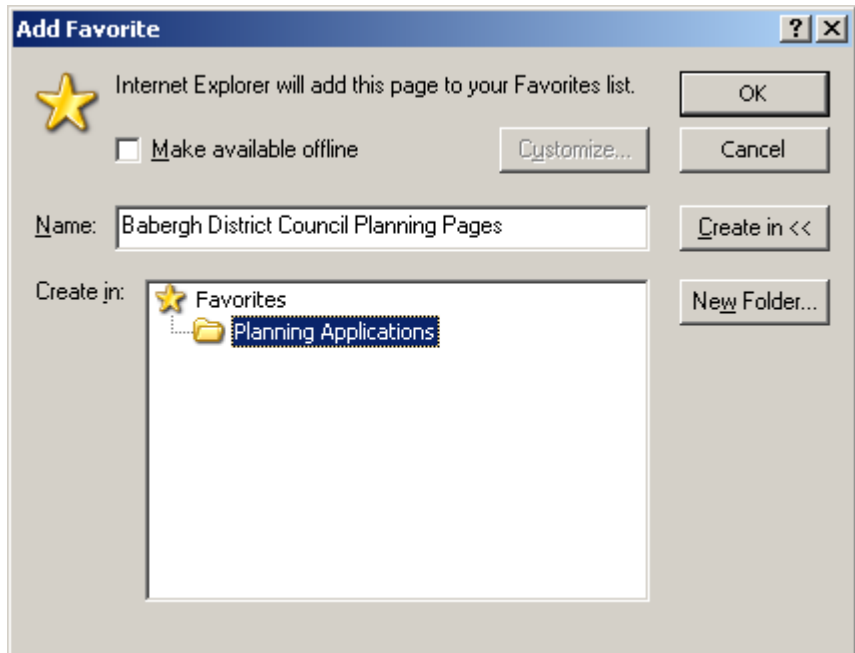 Add Favorite
Internet Explorer will add this page to your Favorites list.
OK
Make available offline
Customize...
Cancel
Name:
Babergh District Council Planning Pages
Create in <<
Create in:
Favorites
New Folder...
Planning Applications